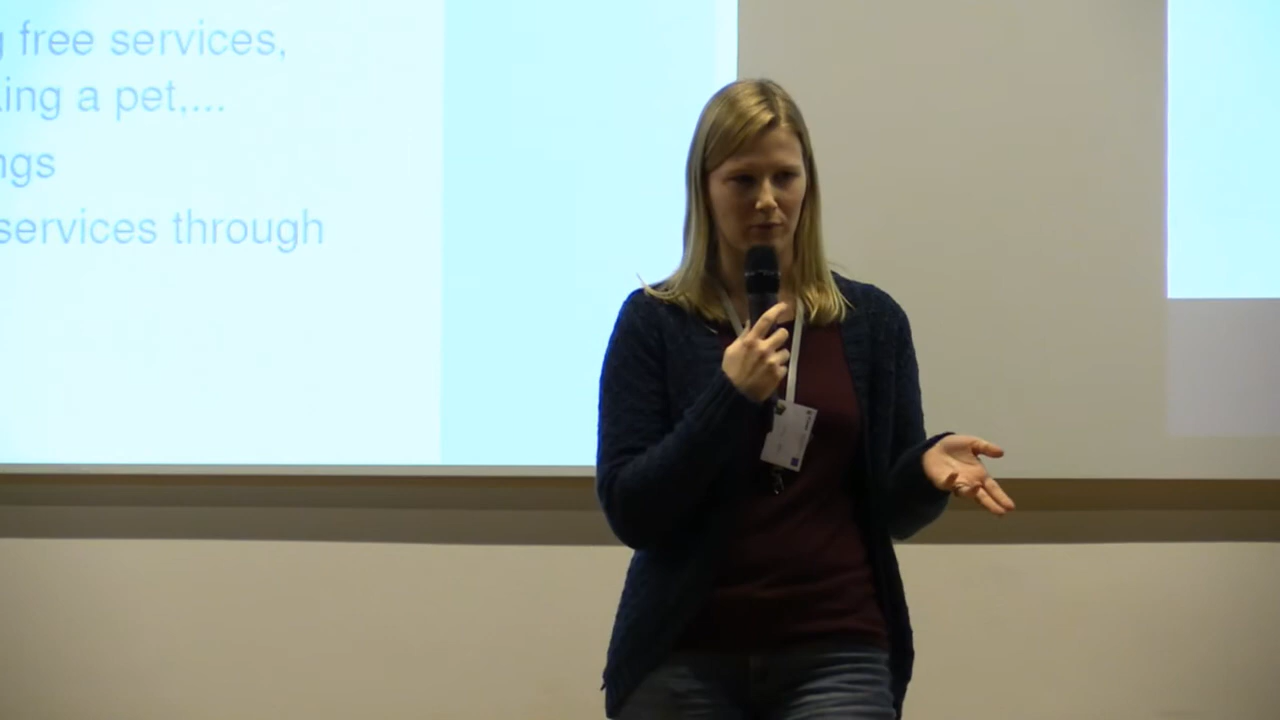 free services,
ing a pet,...
ngs
services through